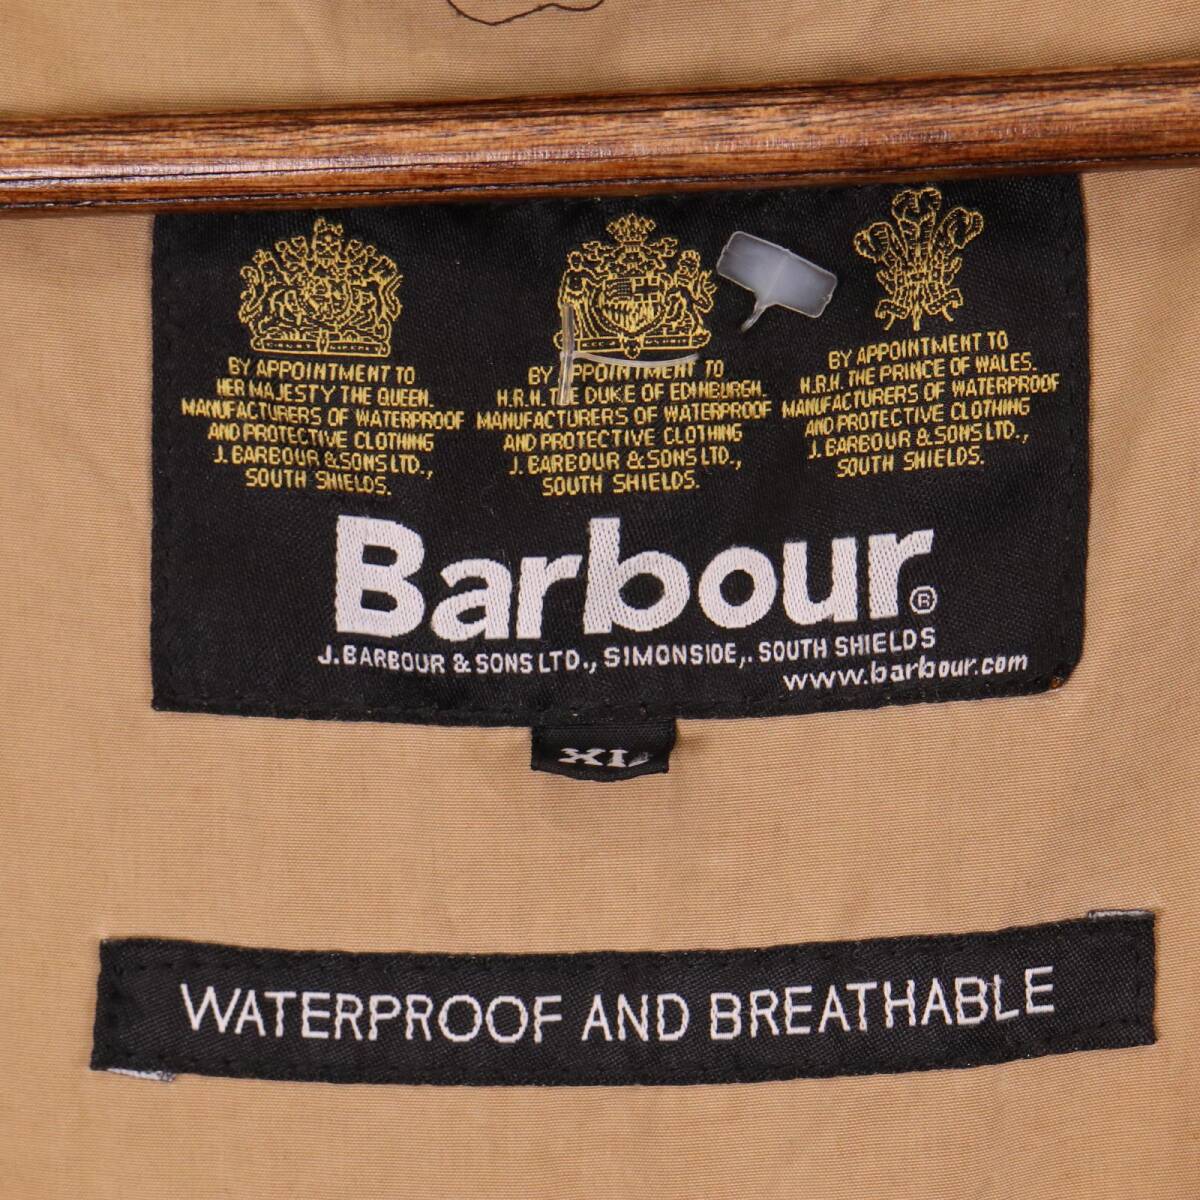 BY APPOINTMENT TO
HER MAJESTY THE QUEEN.
MANUFACTURERS OF WATERPROOF
AND PROTECTIVE CLOTHING
J. BARBOUR & SONS LTD.,
SOUTH SHIELDS.
BY APPOINTMENT TO
H.R.H. THE DUKE OF EDINBURGH.
MANUFACTURERS OF WATERPROOF
AND PROTECTIVE CLOTHING
J. BARBOUR & SONS LTD.,
SOUTH SHIELDS.
BY APPOINTMENT TO
H.R.H. THE PRINCE OF WALES.
MANUFACTURERS OF WATERPROOF
AND PROTECTIVE CLOTHING
J. BARBOUR & SONS LTD.,
SOUTH SHIELDS.
Barbour®
J. BARBOUR & SONS LTD., SIMONSIDE,. SOUTH SHIELDS
www.barbour.com
XL
WATERPROOF AND BREATHABLE